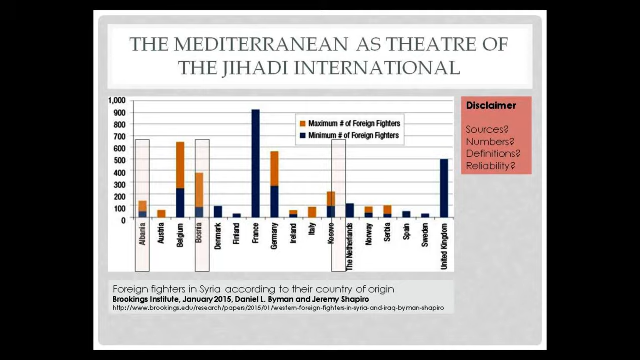 THE MEDITERRANEAN AS THEATRE OF
THE JIHADI INTERNATIONAL
1,000
900
800
700
600
500
400
300
200
100
0
Maximum # of Foreign Fighters
Minimum # of Foreign Fighters
Albania
Austria
Belgium
Bosnia
Denmark
Finland
France
Germany
Ireland
Italy
Kosovo
The Netherlands
Norway
Serbia
Spain
Sweden
United Kingdom
Disclaimer
Sources?
Numbers?
Definitions?
Reliability?
Foreign fighters in Syria according to their country of origin
Brookings Institute, January 2015, Daniel L. Byman and Jeremy Shapiro
http://www.brookings.edu/research/papers/2015/01/western-foreign-fighters-in-syria-and-iraq-byman-shapiro